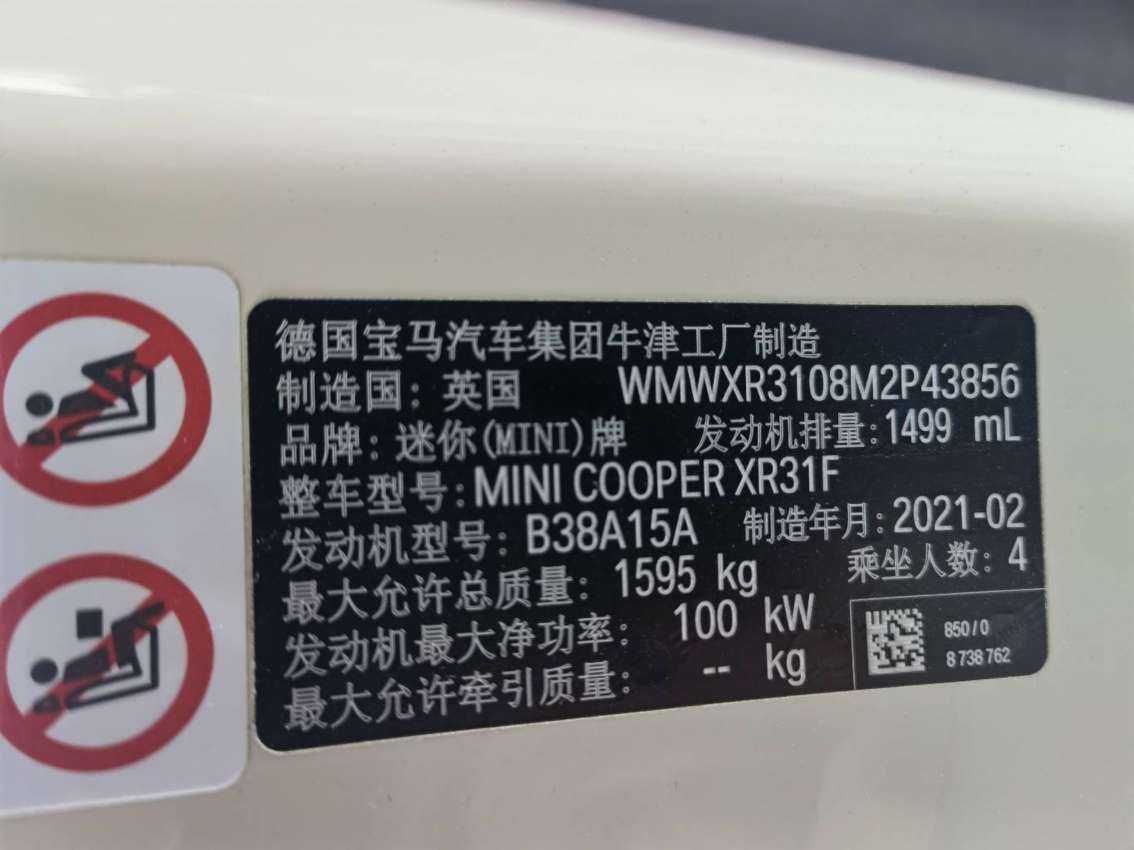 德国宝马汽车集团牛津工厂制造
制造国: 英国 WMWXR3108M2P43856
品牌: 迷你(MINI)牌 发动机排量:1499 mL
整车型号:MINI COOPER XR31F
发动机型号: B38A15A 制造年月: 2021-02
最大允许总质量: 1595 kg 乘坐人数: 4
发动机最大净功率: 100 kW
最大允许牵引质量: -- kg
850/0
8 738 762